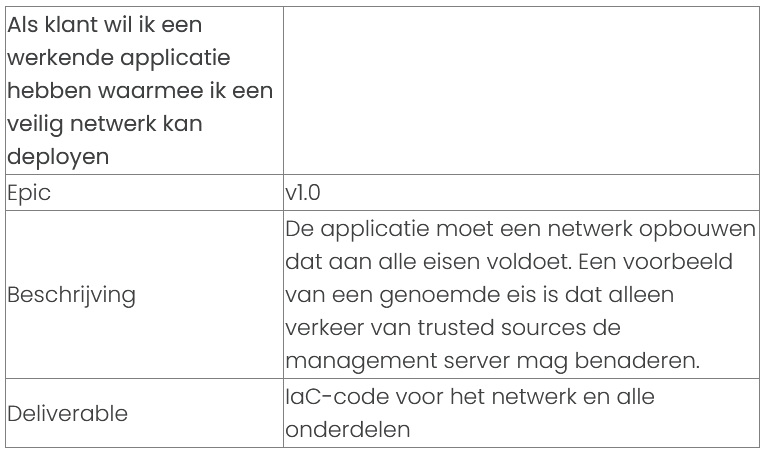 Als klant wil ik een
werkende applicatie
hebben waarmee ik een
veilig netwerk kan
deployen
Epic
v1.0
Beschrijving
De applicatie moet een netwerk opbouwen
dat aan alle eisen voldoet. Een voorbeeld
van een genoemde eis is dat alleen
verkeer van trusted sources de
management server mag benaderen.
Deliverable
IaC-code voor het netwerk en alle
onderdelen